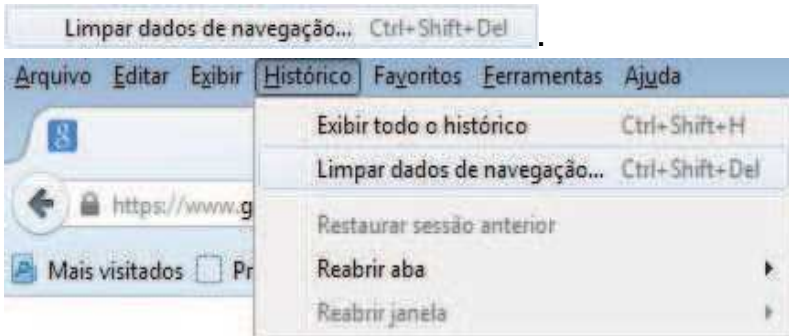 Limpar dados de navegação... Ctrl+Shift+Del.
Arquivo Editar Exibir Histórico Favoritos Ferramentas Ajuda
8
Exibir todo o histórico Ctrl+Shift+H
Limpar dados de navegação... Ctrl+Shift+Del
https://www.g
Restaurar sessão anterior
Mais visitados Pr
Reabrir aba
Reabrir janela